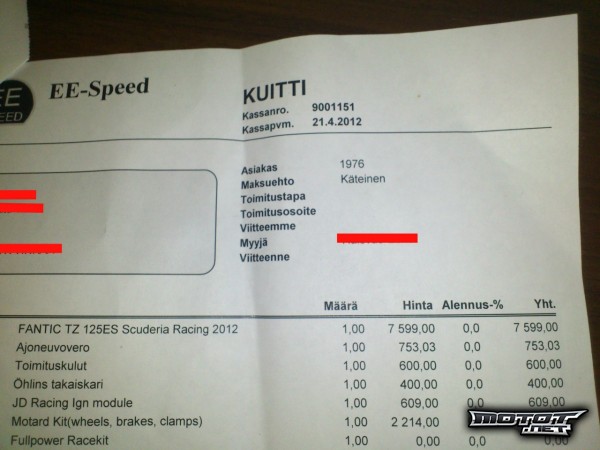 EE
EED
EE-Speed
KUITTI
Kassanro. 9001151
Kassapvm. 21.4.2012
Asiakas 1976
Maksuehto Käteinen
Toimitustapa
Toimitusosoite
Viitteemme
Myyjä
Viitteenne
Määrä Hinta Alennus-% Yht.
FANTIC TZ 125ES Scuderia Racing 2012 1,00 7 599,00 0,0 7 599,00
Ajoneuvovero 1,00 753,03 0,0 753,03
Toimituskulut 1,00 600,00 0,0 600,00
Öhlins takaiskari 1,00 400,00 0,0 400,00
JD Racing Ign module 1,00 609,00 0,0 609,00
Motard Kit(wheels, brakes, clamps) 1,00 2 214,00
Fullpower Racekit 1,00 0,00 0,0 0,00
MOTOT
.NET